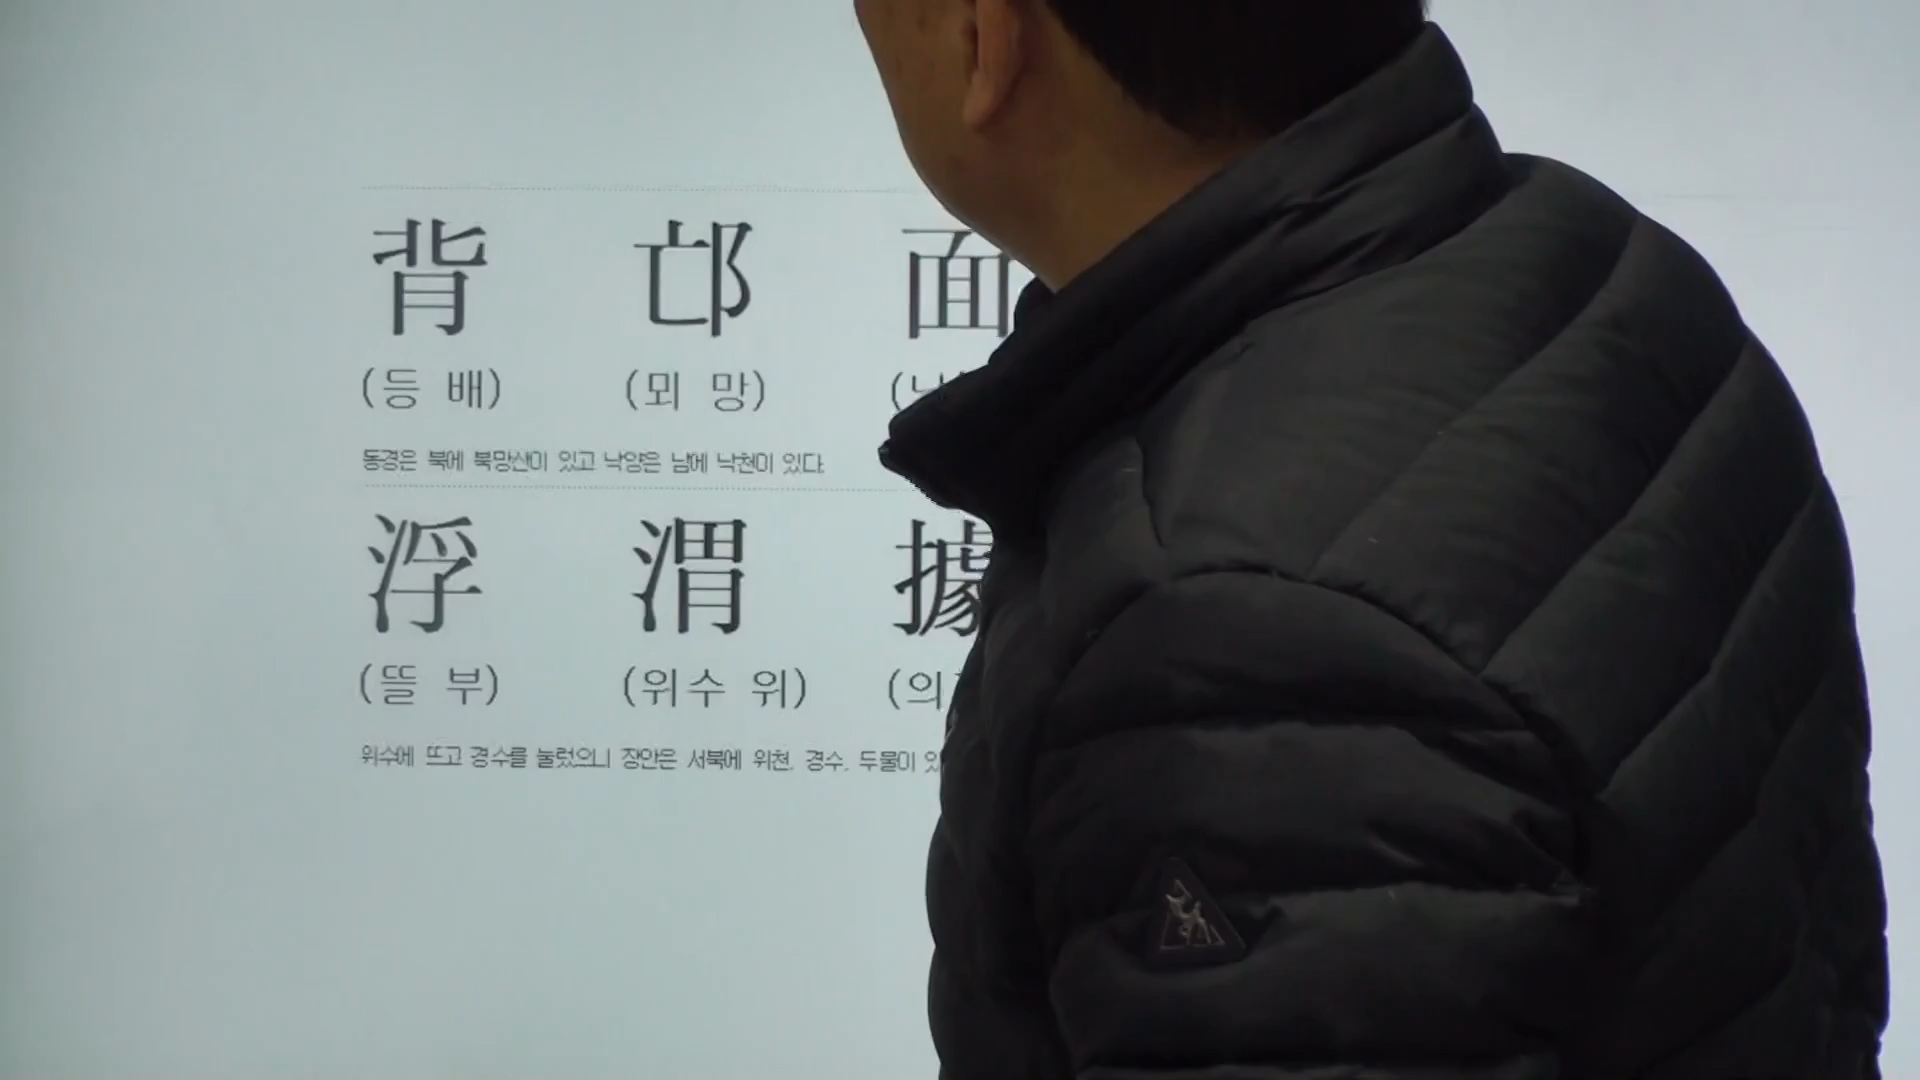 背 邙 面
(등 배) (뫼 망)
동경은 북에 북망산이 있고 낙양은 남에 낙천이 있다.
浮 渭 據
(뜰 부) (위수 위)
위수에 뜨고 경수를 눌렀으니 장안은 서북에 위천, 경수, 두물이